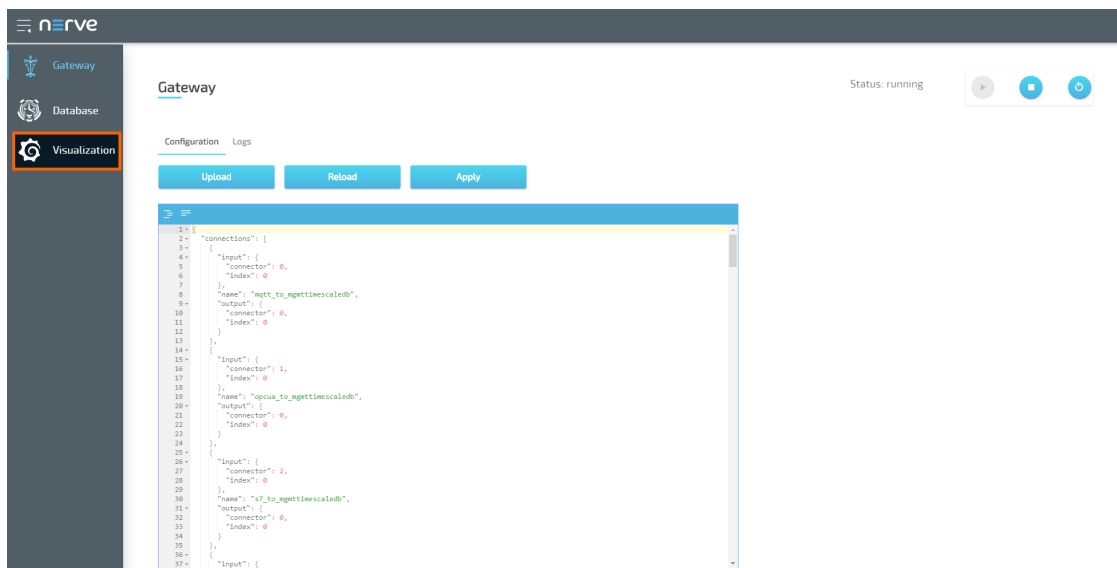 nerve
Gateway
Database
Visualization
Gateway
Status: running
Configuration Logs
Upload Reload Apply
1 {
2 "connections": [
3 {
4 "input": {
5 "connector": 0,
6 "index": 0
7 },
8 "name": "mqtt_to_mgmttimescaledb",
9 "output": {
10 "connector": 0,
11 "index": 0
12 }
13 },
14 {
15 "input": {
16 "connector": 1,
17 "index": 0
18 },
19 "name": "opcua_to_mgmttimescaledb",
20 "output": {
21 "connector": 0,
22 "index": 0
23 }
24 },
25 {
26 "input": {
27 "connector": 2,
28 "index": 0
29 },
30 "name": "s7_to_mgmttimescaledb",
31 "output": {
32 "connector": 0,
33 "index": 0
34 }
35 },
36 {
37 "input": {